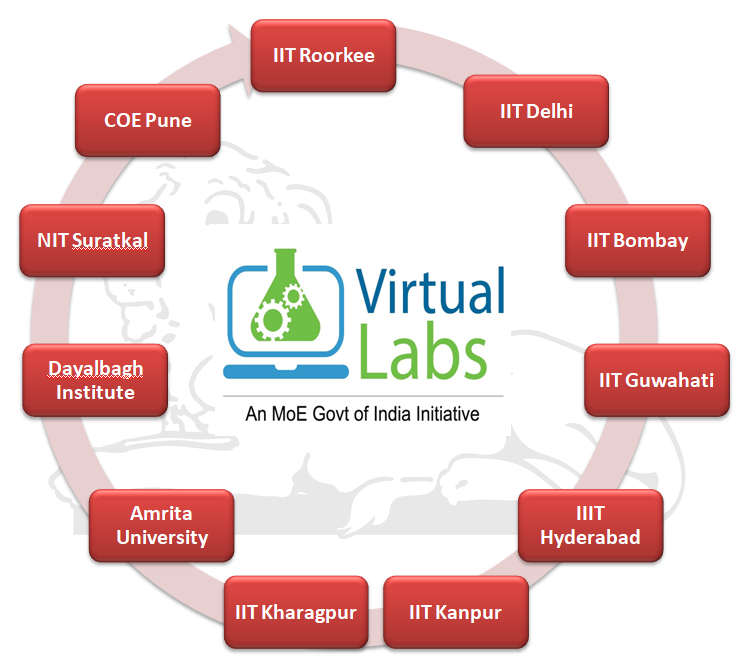 IIT Roorkee
IIT Delhi
IIT Bombay
IIT Guwahati
IIIT
Hyderabad
IIT Kanpur
IIT Kharagpur
Amrita
University
Dayalbagh
Institute
NIT Suratkal
COE Pune
Virtual
Labs
An MoE Govt of India Initiative